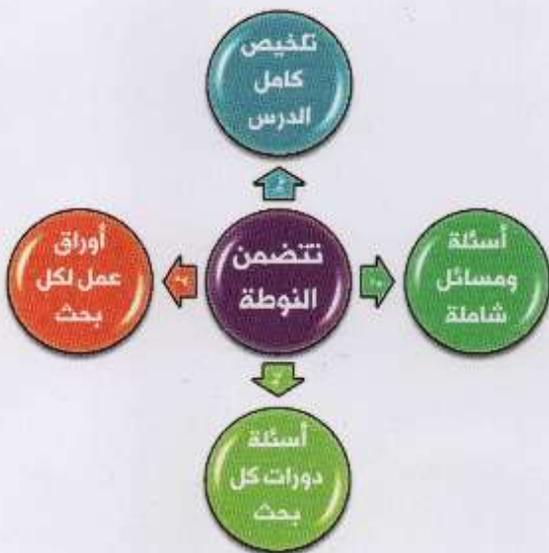 تلخيص
كامل
الدرس
أسئلة
ومسائل
شاملة
تتضمن
النوطة
أوراق
عمل لكل
بحث
أسئلة
دورات كل
بحث